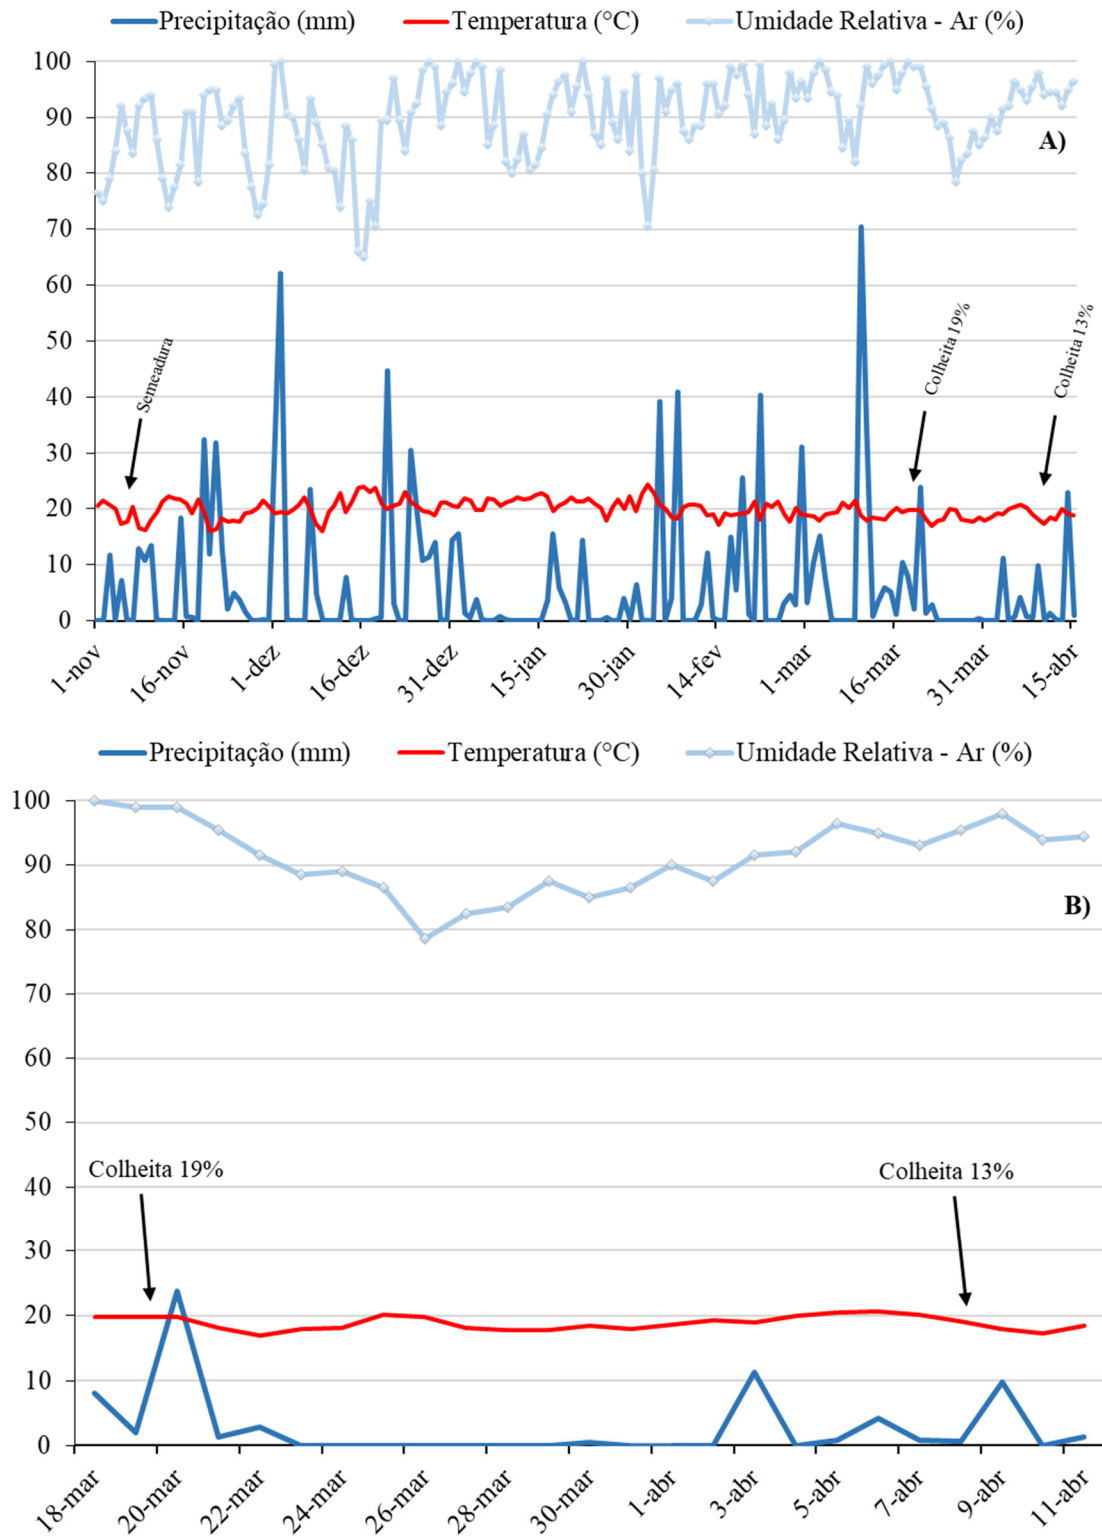 Precipitação (mm) Temperatura (°C) Umidade Relativa - Ar (%)
100
90
80
70
60
50
40
30
20
10
0
A)
Semeadura
Colheita 19%
Colheita 13%
1-nov 16-nov 1-dez 16-dez 31-dez 15-jan 30-jan 14-fev 1-mar 16-mar 31-mar 15-abr
Precipitação (mm) Temperatura (°C) Umidade Relativa - Ar (%)
100
90
80
70
60
50
40
30
20
10
0
B)
Colheita 19%
Colheita 13%
18-mar 20-mar 22-mar 24-mar 26-mar 28-mar 30-mar 1-abr 3-abr 5-abr 7-abr 9-abr 11-abr